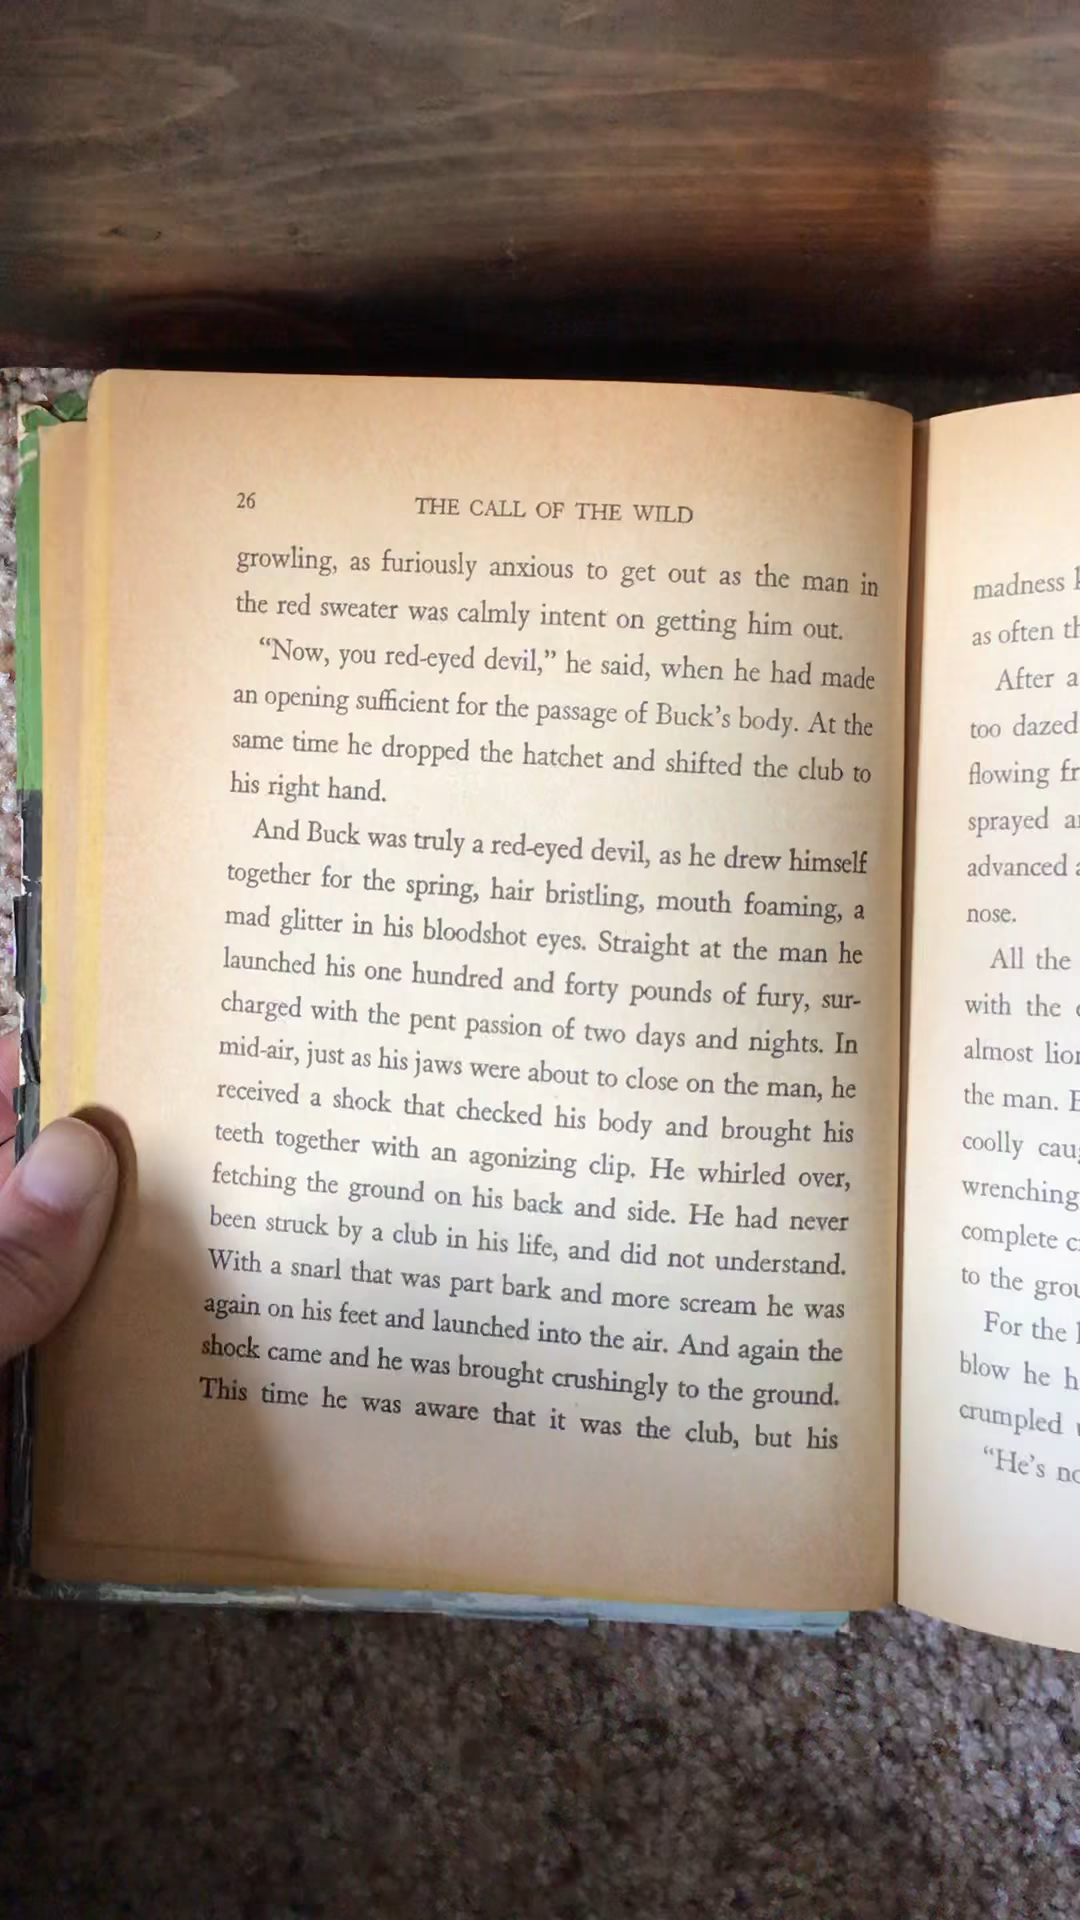 26
THE CALL OF THE WILD
growling, as furiously anxious to get out as the man in
the red sweater was calmly intent on getting him out.
“Now, you red-eyed devil,” he said, when he had made
an opening sufficient for the passage of Buck’s body. At the
same time he dropped the hatchet and shifted the club to
his right hand.
And Buck was truly a red-eyed devil, as he drew himself
together for the spring, hair bristling, mouth foaming, a
mad glitter in his bloodshot eyes. Straight at the man he
launched his one hundred and forty pounds of fury, sur-
charged with the pent passion of two days and nights. In
mid-air, just as his jaws were about to close on the man, he
received a shock that checked his body and brought his
teeth together with an agonizing clip. He whirled over,
fetching the ground on his back and side. He had never
been struck by a club in his life, and did not understand.
With a snarl that was part bark and more scream he was
again on his feet and launched into the air. And again the
shock came and he was brought crushingly to the ground.
This time he was aware that it was the club, but his
madness
as often
After a
too dazed
flowing
sprayed
advanced
nose.
All the
with the
almost
the man.
coolly
wrenching
complete
to the
For the
blow he
crumpled
“He’s